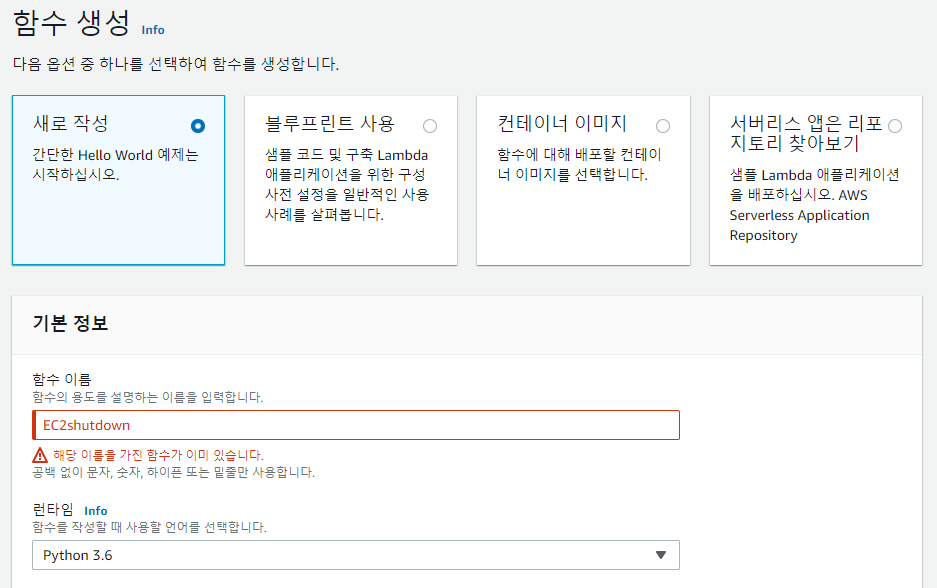 함수 생성 Info
다음 옵션 중 하나를 선택하여 함수를 생성합니다.
새로 작성
간단한 Hello World 예제는
시작하십시오.
블루프린트 사용
샘플 코드 및 구축 Lambda
애플리케이션을 위한 구성
사전 설정을 일반적인 사용
사례를 살펴봅니다.
컨테이너 이미지
함수에 대해 배포할 컨테이
너 이미지를 선택합니다.
서버리스 앱은 리포
지토리 찾아보기
샘플 Lambda 애플리케이션
을 배포하십시오. AWS
Serverless Application
Repository
기본 정보
함수 이름
함수의 용도를 설명하는 이름을 입력합니다.
EC2shutdown
해당 이름을 가진 함수가 이미 있습니다.
공백 없이 문자, 숫자, 하이픈 또는 밑줄만 사용합니다.
런타임 Info
함수를 작성할 때 사용할 언어를 선택합니다.
Python 3.6